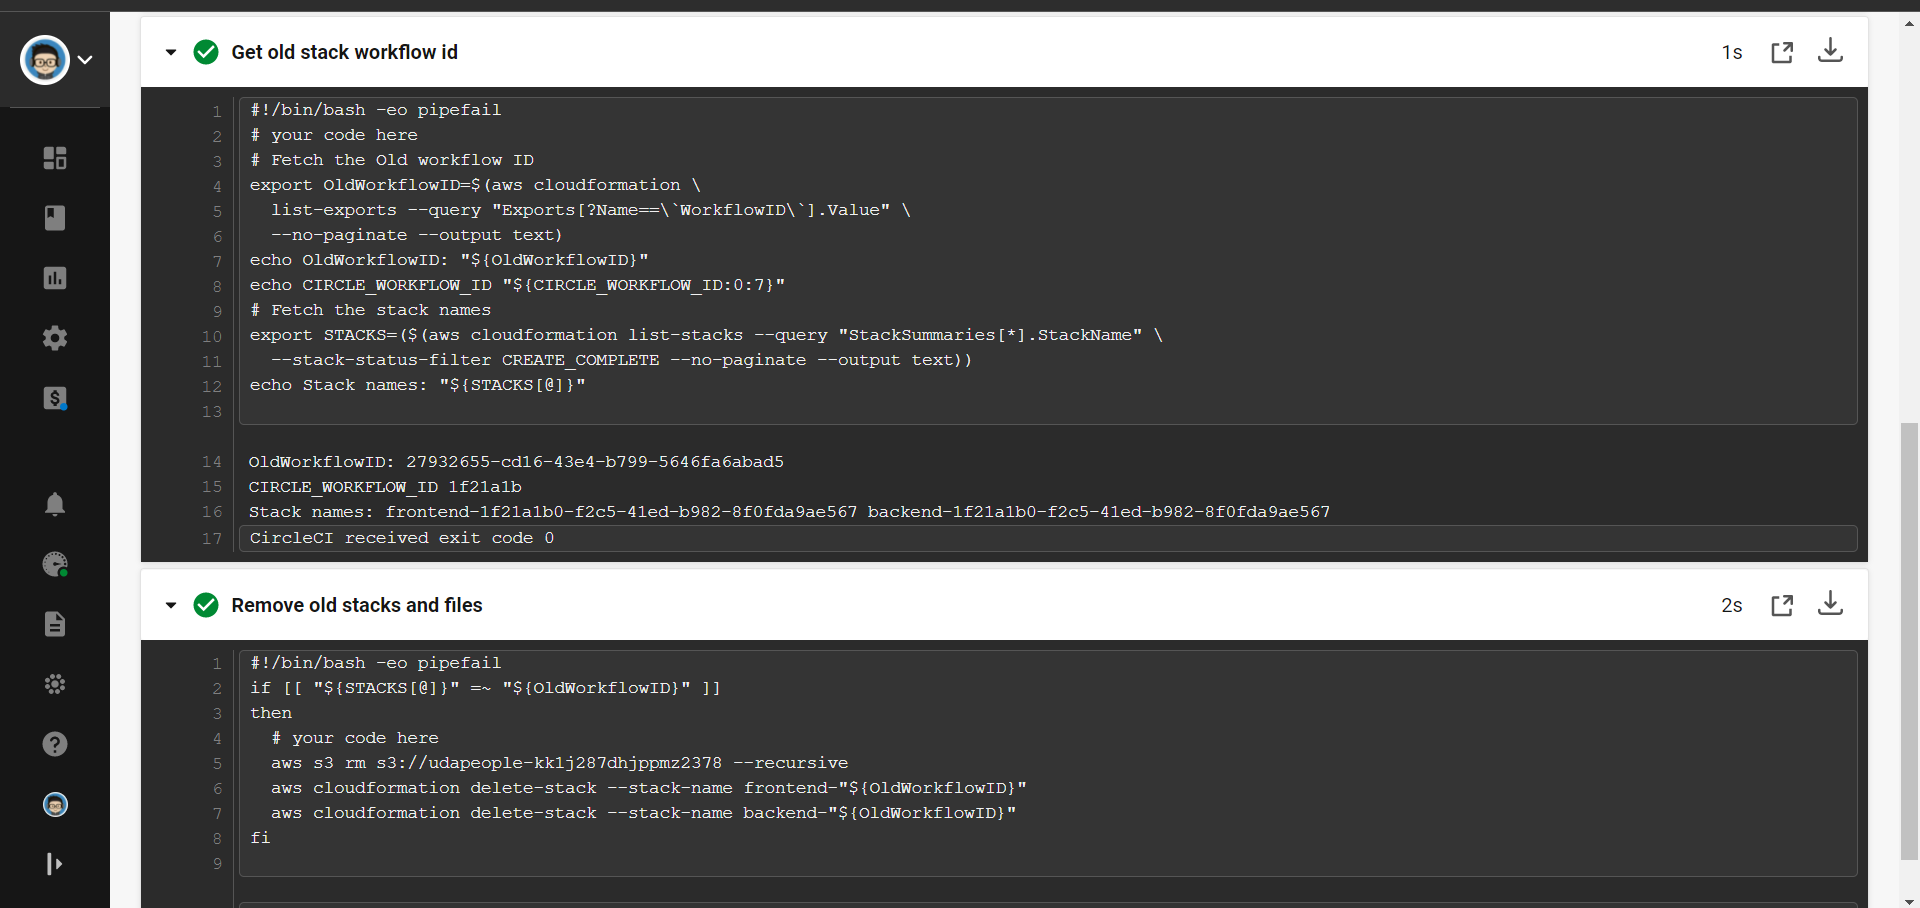 Get old stack workflow id
1s
1 #!/bin/bash -eo pipefail
2 # your code here
3 # Fetch the Old workflow ID
4 export OldWorkflowID=$(aws cloudformation \
5   list-exports --query "Exports[?Name==\`WorkflowID\`].Value" \
6   --no-paginate --output text)
7 echo OldWorkflowID: "${OldWorkflowID}"
8 echo CIRCLE_WORKFLOW_ID "${CIRCLE_WORKFLOW_ID:0:7}"
9 # Fetch the stack names
10 export STACKS=($(aws cloudformation list-stacks --query "StackSummaries[*].StackName" \
11   --stack-status-filter CREATE_COMPLETE --no-paginate --output text))
12 echo Stack names: "${STACKS[@]}"
13
14 OldWorkflowID: 27932655-cd16-43e4-b799-5646fa6abad5
15 CIRCLE_WORKFLOW_ID 1f21a1b
16 Stack names: frontend-1f21a1b0-f2c5-41ed-b982-8f0fda9ae567 backend-1f21a1b0-f2c5-41ed-b982-8f0fda9ae567
17 CircleCI received exit code 0
Remove old stacks and files
2s
1 #!/bin/bash -eo pipefail
2 if [[ "${STACKS[@]}" =~ "${OldWorkflowID}" ]]
3 then
4   # your code here
5   aws s3 rm s3://udapeople-kk1j287dhjppmz2378 --recursive
6   aws cloudformation delete-stack --stack-name frontend-"${OldWorkflowID}"
7   aws cloudformation delete-stack --stack-name backend-"${OldWorkflowID}"
8 fi
9